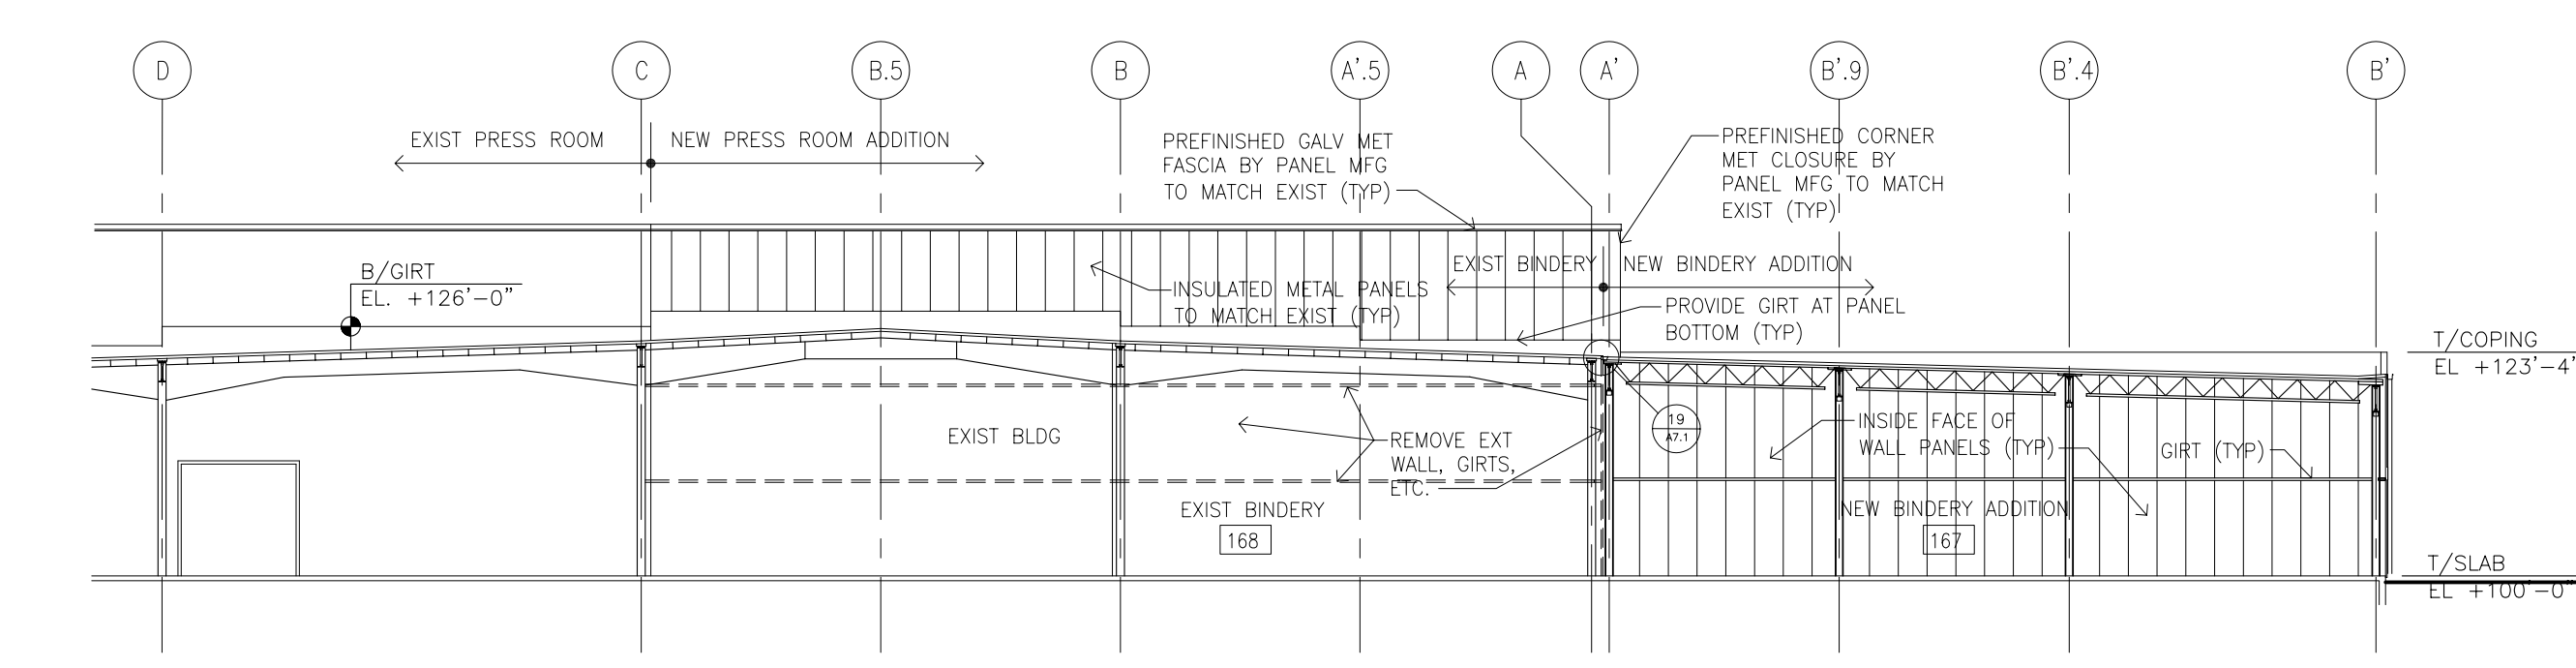 D
C
B.5
B
A'.5
A
A'
B'.9
B'.4
B'
EXIST PRESS ROOM
NEW PRESS ROOM ADDITION
PREFINISHED GALV MET
FASCIA BY PANEL MFG
TO MATCH EXIST (TYP)
PREFINISHED CORNER
MET CLOSURE BY
PANEL MFG TO MATCH
EXIST (TYP)
B/GIRT
EL. +126'-0"
INSULATED METAL PANELS
TO MATCH EXIST (TYP)
EXIST BINDERY
NEW BINDERY ADDITION
PROVIDE GIRT AT PANEL
BOTTOM (TYP)
T/COPING
EL +123'-4"
EXIST BLDG
REMOVE EXT
WALL, GIRTS,
ETC.
19
A7.1
INSIDE FACE OF
WALL PANELS (TYP)
GIRT (TYP)
EXIST BINDERY
168
NEW BINDERY ADDITION
167
T/SLAB
EL +100'-0"